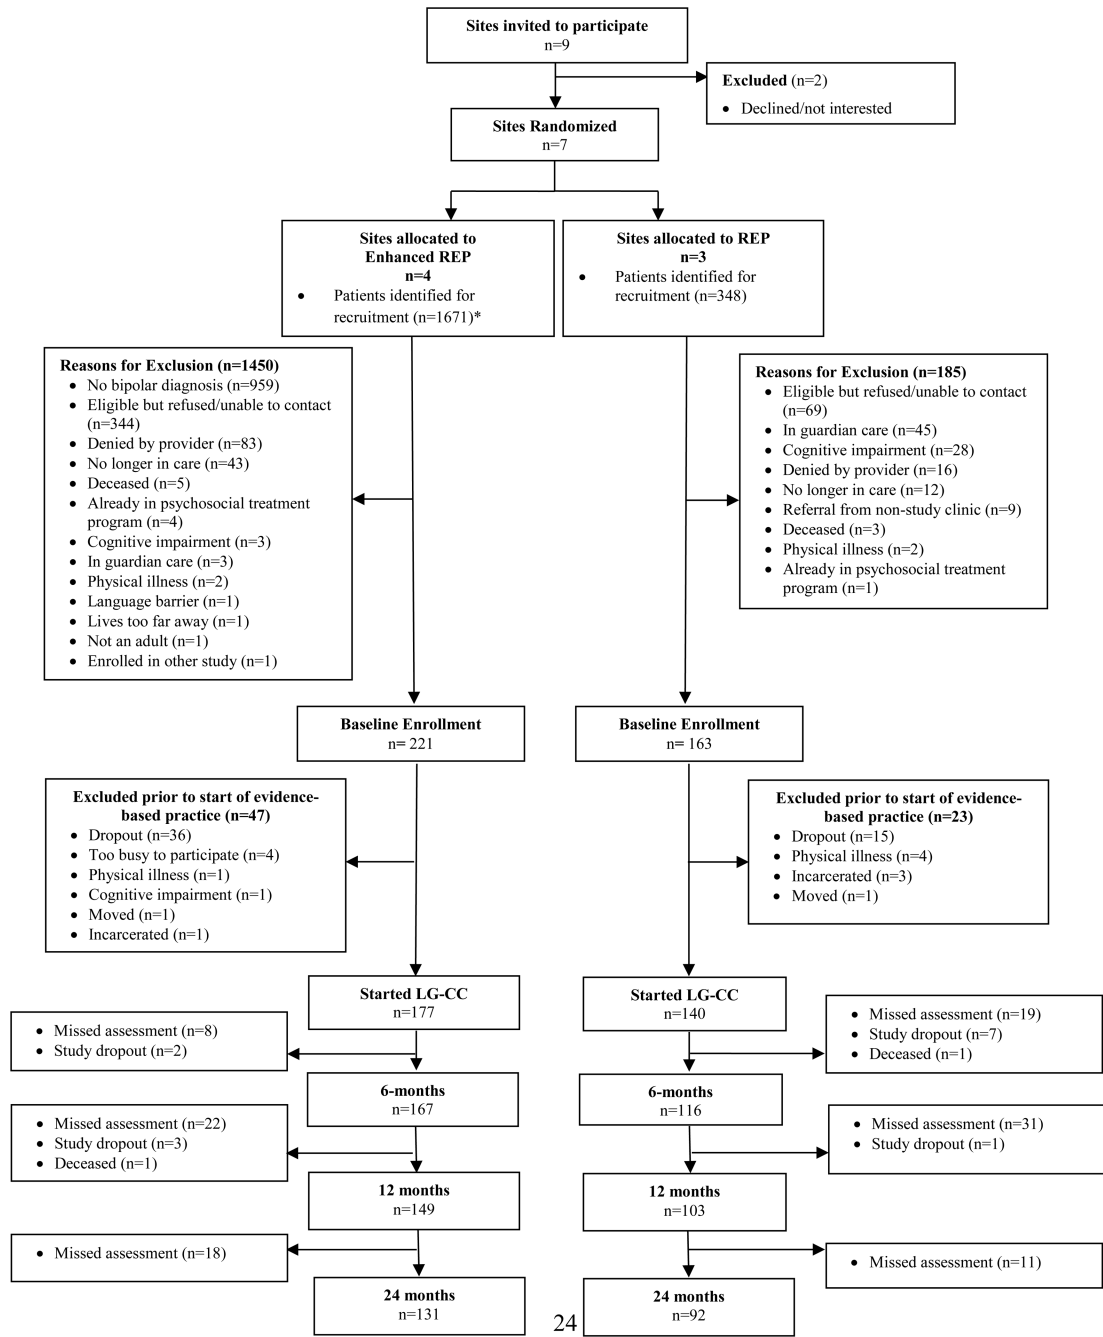 Sites invited to participate
n=9
Excluded (n=2)
• Declined/not interested
Sites Randomized
n=7
Sites allocated to
Enhanced REP
n=4
• Patients identified for
recruitment (n=1671)*
Sites allocated to REP
n=3
• Patients identified for
recruitment (n=348)
Reasons for Exclusion (n=1450)
• No bipolar diagnosis (n=959)
• Eligible but refused/unable to contact
(n=344)
• Denied by provider (n=83)
• No longer in care (n=43)
• Deceased (n=5)
• Already in psychosocial treatment
program (n=4)
• Cognitive impairment (n=3)
• In guardian care (n=3)
• Physical illness (n=2)
• Language barrier (n=1)
• Lives too far away (n=1)
• Not an adult (n=1)
• Enrolled in other study (n=1)
Reasons for Exclusion (n=185)
• Eligible but refused/unable to contact
(n=69)
• In guardian care (n=45)
• Cognitive impairment (n=28)
• Denied by provider (n=16)
• No longer in care (n=12)
• Referral from non-study clinic (n=9)
• Deceased (n=3)
• Physical illness (n=2)
• Already in psychosocial treatment
program (n=1)
Baseline Enrollment
n= 221
Baseline Enrollment
n= 163
Excluded prior to start of evidence-
based practice (n=47)
• Dropout (n=36)
• Too busy to participate (n=4)
• Physical illness (n=1)
• Cognitive impairment (n=1)
• Moved (n=1)
• Incarcerated (n=1)
Excluded prior to start of evidence-
based practice (n=23)
• Dropout (n=15)
• Physical illness (n=4)
• Incarcerated (n=3)
• Moved (n=1)
Started LG-CC
n=177
Started LG-CC
n=140
• Missed assessment (n=8)
• Study dropout (n=2)
• Missed assessment (n=19)
• Study dropout (n=7)
• Deceased (n=1)
6-months
n=167
6-months
n=116
• Missed assessment (n=22)
• Study dropout (n=3)
• Deceased (n=1)
• Missed assessment (n=31)
• Study dropout (n=1)
12 months
n=149
12 months
n=103
• Missed assessment (n=18)
• Missed assessment (n=11)
24 months
n=131
24 months
n=92
24